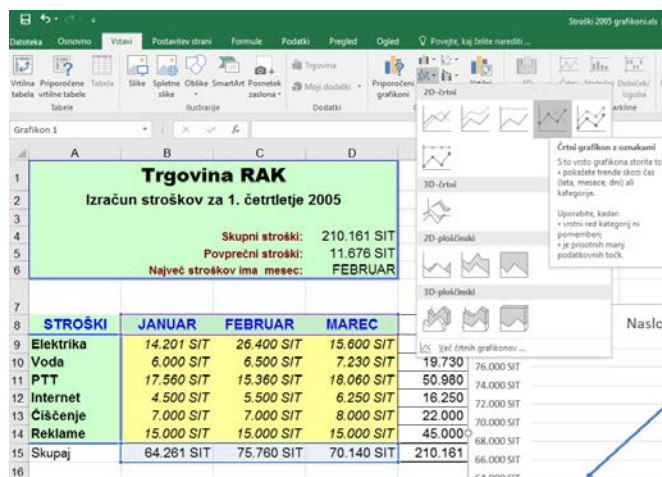 Stroški 2005 grafikoni.xls
Datoteka Osnovno Vstavi Postavitev strani Formule Podatki Pregled Ogled Povejte, kaj želite narediti ...
Vrtilna tabela Priporočene vrtilne tabele Tabela Slike Spletne slike Oblike SmartArt Posnetek zaslona Trgovina Moji dodatki Priporočeni grafikoni
Tabele Ilustracije Dodatki
Grafikon 1 fx
2D-črtni
Črtni grafikon z oznakami
S to vrsto grafikona storite to:
• pokažete trende skozi čas
(leta, mesece, dni) ali
kategorije.
Uporabite, kadar:
• vrstni red kategorij ni
pomemben;
• je prisotnih manj
podatkovnih točk.
3D-črtni
2D-ploščinski
3D-ploščinski
Več črtnih grafikonov ...
A B C D
1 Trgovina RAK
2 Izračun stroškov za 1. četrtletje 2005
3
4 Skupni stroški: 210.161 SIT
5 Povprečni stroški: 11.676 SIT
6 Največ stroškov ima mesec: FEBRUAR
7
8 STROŠKI JANUAR FEBRUAR MAREC
9 Elektrika 14.201 SIT 26.400 SIT 15.600 SIT
10 Voda 6.000 SIT 6.500 SIT 7.230 SIT 19.730
11 PTT 17.560 SIT 15.360 SIT 18.060 SIT 50.980
12 Internet 4.500 SIT 5.500 SIT 6.250 SIT 16.250
13 Čiščenje 7.000 SIT 7.000 SIT 8.000 SIT 22.000
14 Reklame 15.000 SIT 15.000 SIT 15.000 SIT 45.000
15 Skupaj 64.261 SIT 75.760 SIT 70.140 SIT 210.161
16
Naslo
76.000 SIT
74.000 SIT
72.000 SIT
70.000 SIT
68.000 SIT
66.000 SIT
64.000 SIT